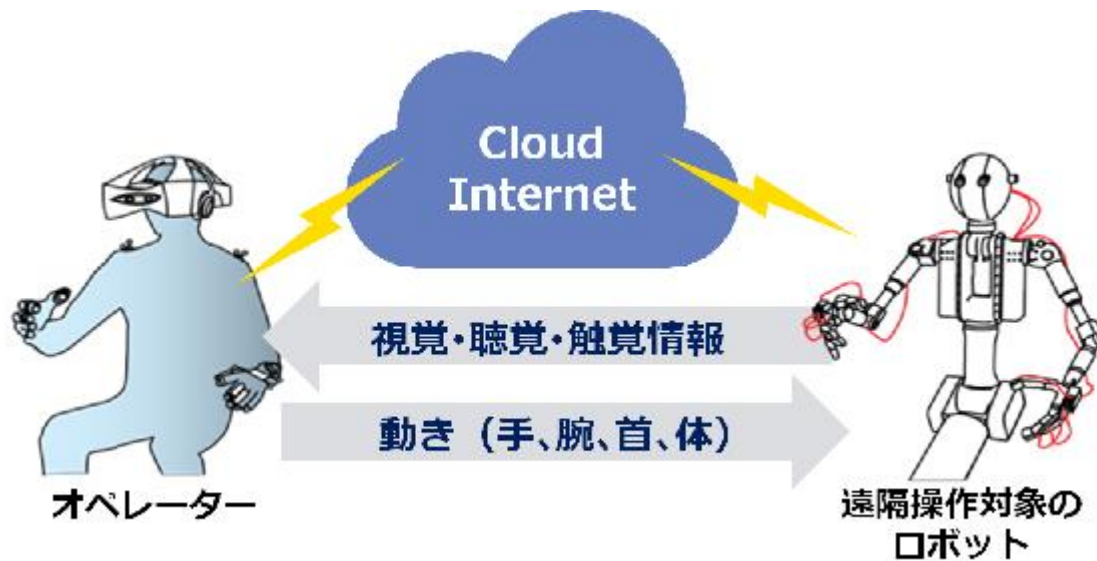 Cloud
Internet
視覚・聴覚・触覚情報
動き（手、腕、首、体）
オペレーター
遠隔操作対象の
ロボット